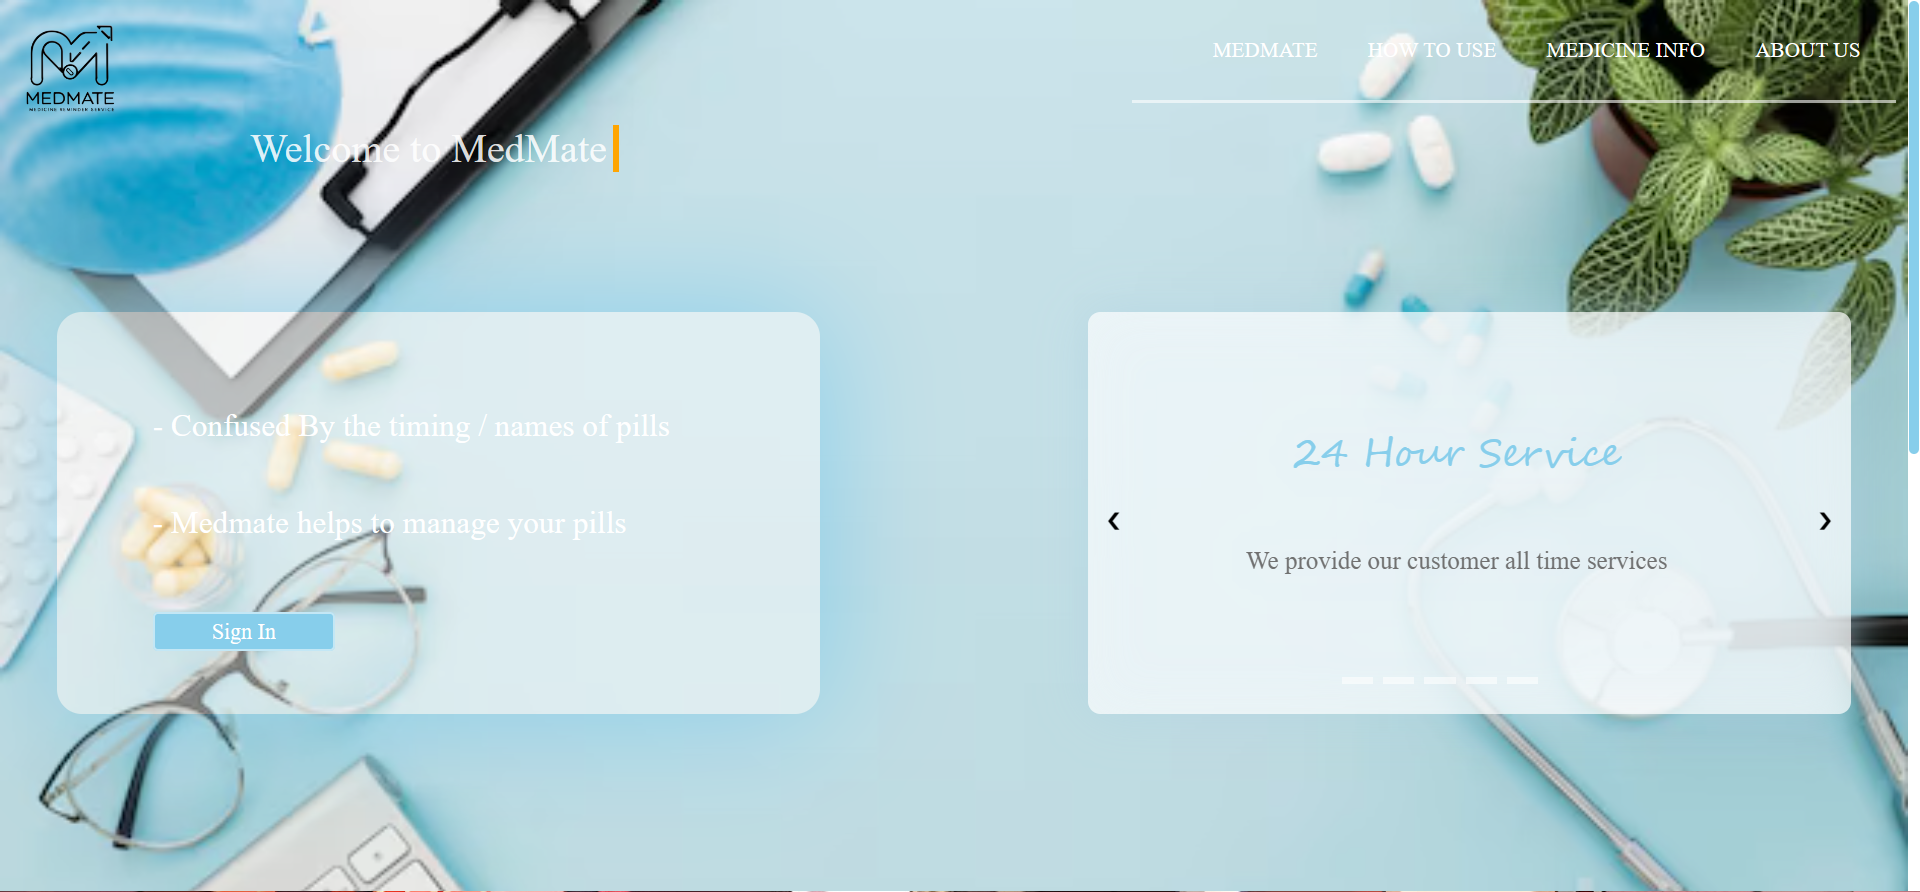 MEDMATE
MEDICINE REMINDER SERVICE
MEDMATE HOW TO USE MEDICINE INFO ABOUT US
Welcome to MedMate
- Confused By the timing / names of pills
- Medmate helps to manage your pills
Sign In
24 Hour Service
❮ ❯
We provide our customer all time services